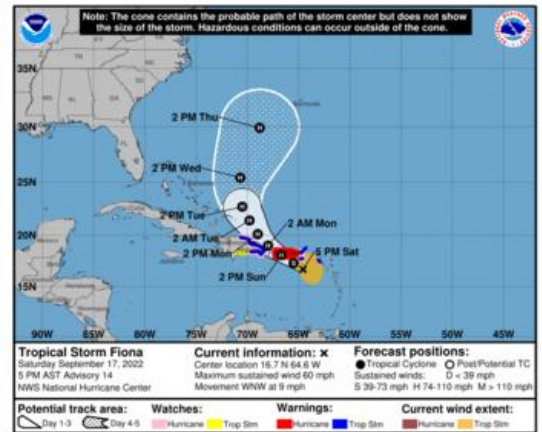 Note: The cone contains the probable path of the storm center but does not show
the size of the storm. Hazardous conditions can occur outside of the cone.
35N
30N
25N
20N
15N
2 PM Thu
2 PM Wed
2 PM Tue
2 AM Mon
2 AM Tue
5 PM Sat
2 PM Mon
2 PM Sun
90W 85W 80W 75W 70W 65W 60W 55W 50W 45W
Tropical Storm Fiona
Saturday September 17, 2022
5 PM AST Advisory 14
NWS National Hurricane Center
Current information: x
Center location 16.7 N 64.6 W
Maximum sustained wind 60 mph
Movement WNW at 9 mph
Forecast positions:
Tropical Cyclone Post/Potential TC
Sustained winds: D < 39 mph
S 39-73 mph H 74-110 mph M > 110 mph
Potential track area:
Day 1-3 Day 4-5
Watches:
Hurricane Trop Stm
Warnings:
Hurricane Trop Stm
Current wind extent:
Hurricane Trop Stm